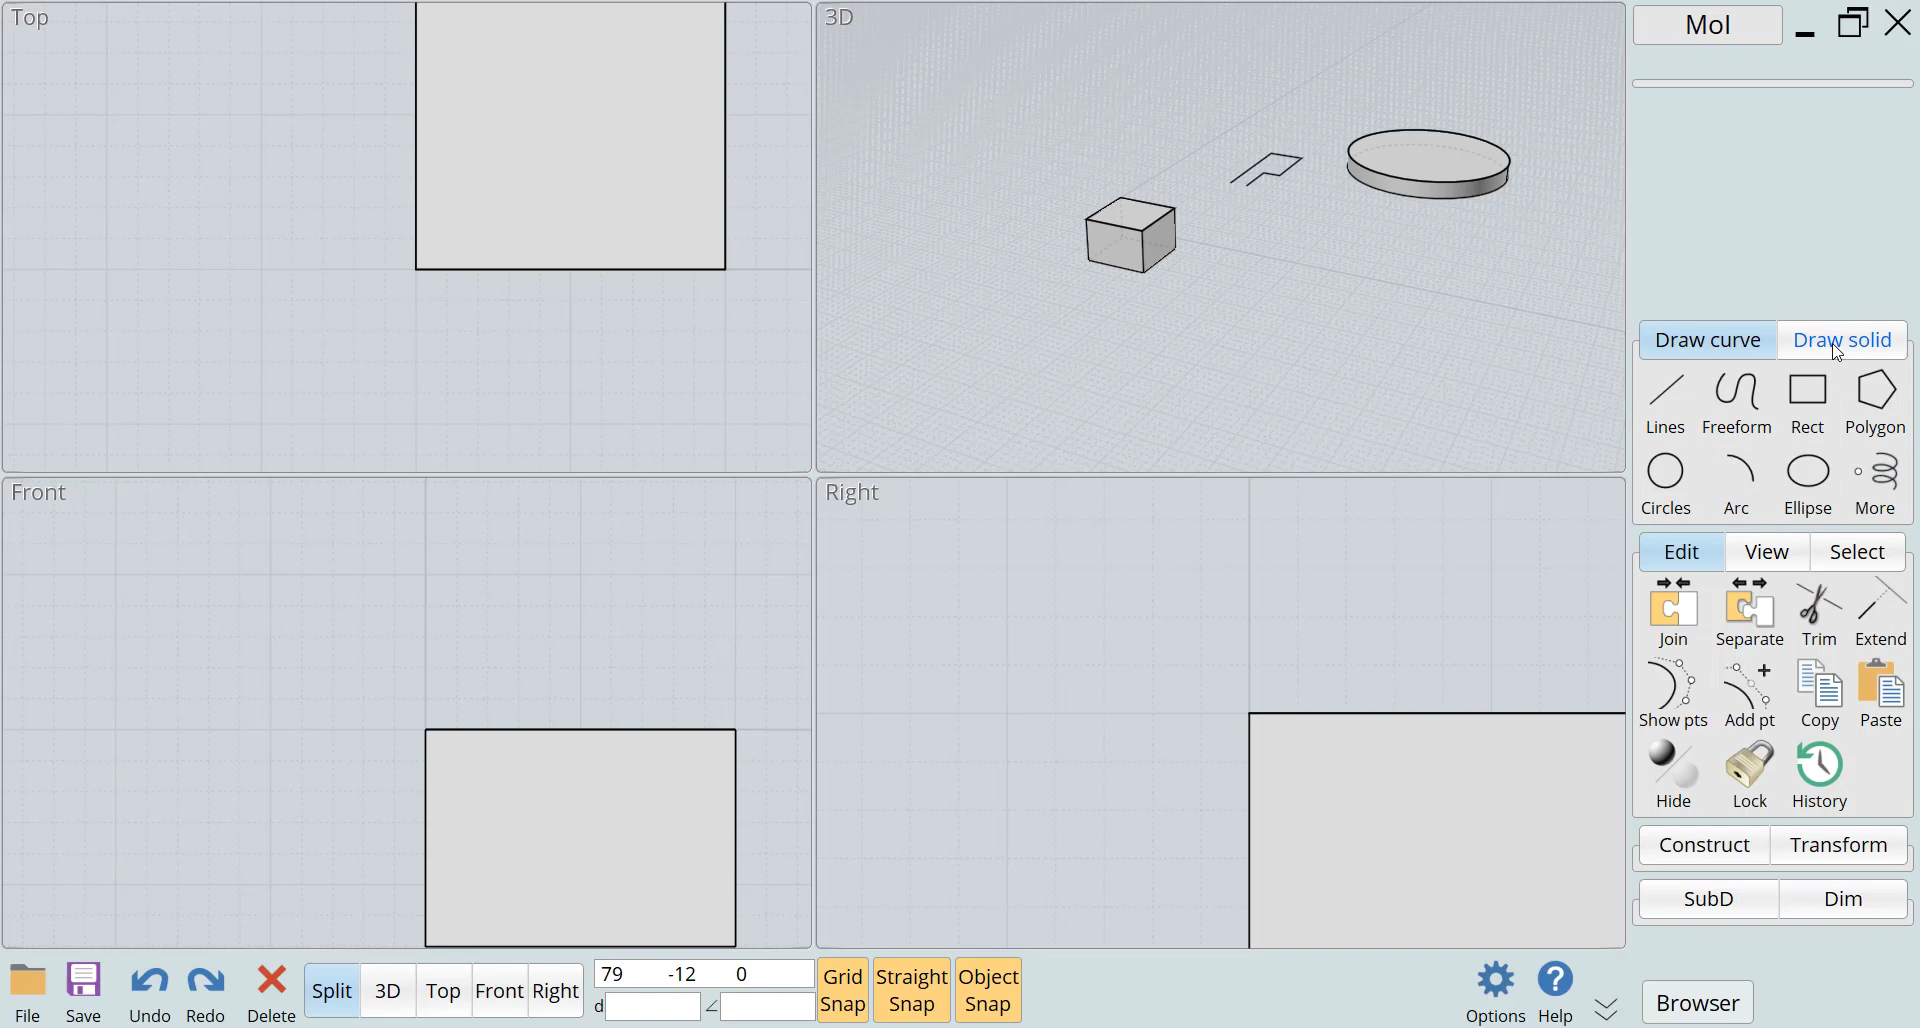 Top
3D
MoI
Draw curve
Draw solid
Lines
Freeform
Rect
Polygon
Circles
Arc
Ellipse
More
Front
Right
Edit
View
Select
Join
Separate
Trim
Extend
Show pts
Add pt
Copy
Paste
Hide
Lock
History
Construct
Transform
SubD
Dim
File
Save
Undo
Redo
Delete
Split
3D
Top
Front
Right
79 -12 0
d
∠
Grid Snap
Straight Snap
Object Snap
Options
Help
Browser